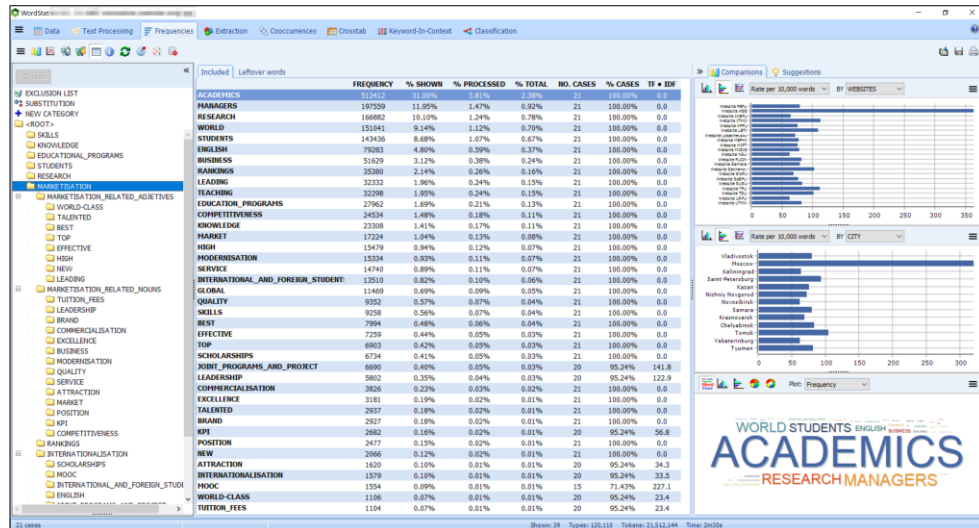 WordStat
Data Text Processing Frequencies Extraction Cooccurrences Crosstab Keyword-In-Context Classification
Undo
EXCLUSION LIST
SUBSTITUTION
NEW CATEGORY
<ROOT>
SKILLS
KNOWLEDGE
EDUCATIONAL_PROGRAMS
STUDENTS
RESEARCH
MARKETISATION
MARKETISATION_RELATED_ADJETIVES
WORLD-CLASS
TALENTED
BEST
TOP
EFFECTIVE
HIGH
NEW
LEADING
MARKETISATION_RELATED_NOUNS
TUITION_FEES
LEADERSHIP
BRAND
COMMERCIALISATION
EXCELLENCE
BUSINESS
MODERNISATION
QUALITY
SERVICE
ATTRACTION
MARKET
POSITION
KPI
COMPETITIVENESS
RANKINGS
INTERNATIONALISATION
SCHOLARSHIPS
MOOC
INTERNATIONAL_AND_FOREIGN_STUDE
ENGLISH
Included Leftover words
FREQUENCY % SHOWN % PROCESSED % TOTAL NO. CASES % CASES TF • IDF
ACADEMICS 512412 31.00% 3.81% 2.38% 21 100.00% 0.0
MANAGERS 197559 11.95% 1.47% 0.92% 21 100.00% 0.0
RESEARCH 166882 10.10% 1.24% 0.78% 21 100.00% 0.0
WORLD 151041 9.14% 1.12% 0.70% 21 100.00% 0.0
STUDENTS 143436 8.68% 1.07% 0.67% 21 100.00% 0.0
ENGLISH 79283 4.80% 0.59% 0.37% 21 100.00% 0.0
BUSINESS 51629 3.12% 0.38% 0.24% 21 100.00% 0.0
RANKINGS 35380 2.14% 0.26% 0.16% 21 100.00% 0.0
LEADING 32332 1.96% 0.24% 0.15% 21 100.00% 0.0
TEACHING 32298 1.95% 0.24% 0.15% 21 100.00% 0.0
EDUCATION_PROGRAMS 27962 1.69% 0.21% 0.13% 21 100.00% 0.0
COMPETITIVENESS 24534 1.48% 0.18% 0.11% 21 100.00% 0.0
KNOWLEDGE 23308 1.41% 0.17% 0.11% 21 100.00% 0.0
MARKET 17224 1.04% 0.13% 0.08% 21 100.00% 0.0
HIGH 15479 0.94% 0.12% 0.07% 21 100.00% 0.0
MODERNISATION 15334 0.93% 0.11% 0.07% 21 100.00% 0.0
SERVICE 14740 0.89% 0.11% 0.07% 21 100.00% 0.0
INTERNATIONAL_AND_FOREIGN_STUDENT: 13510 0.82% 0.10% 0.06% 21 100.00% 0.0
GLOBAL 11469 0.69% 0.09% 0.05% 21 100.00% 0.0
QUALITY 9352 0.57% 0.07% 0.04% 21 100.00% 0.0
SKILLS 9258 0.56% 0.07% 0.04% 21 100.00% 0.0
BEST 7994 0.48% 0.06% 0.04% 21 100.00% 0.0
EFFECTIVE 7259 0.44% 0.05% 0.03% 21 100.00% 0.0
TOP 6903 0.42% 0.05% 0.03% 21 100.00% 0.0
SCHOLARSHIPS 6734 0.41% 0.05% 0.03% 21 100.00% 0.0
JOINT_PROGRAMS_AND_PROJECT 6690 0.40% 0.05% 0.03% 20 95.24% 141.8
LEADERSHIP 5802 0.35% 0.04% 0.03% 20 95.24% 122.9
COMMERCIALISATION 3826 0.23% 0.03% 0.02% 21 100.00% 0.0
EXCELLENCE 3181 0.19% 0.02% 0.01% 21 100.00% 0.0
TALENTED 2937 0.18% 0.02% 0.01% 21 100.00% 0.0
BRAND 2927 0.18% 0.02% 0.01% 21 100.00% 0.0
KPI 2682 0.16% 0.02% 0.01% 20 95.24% 56.8
POSITION 2477 0.15% 0.02% 0.01% 21 100.00% 0.0
NEW 2066 0.12% 0.02% 0.01% 21 100.00% 0.0
ATTRACTION 1620 0.10% 0.01% 0.01% 20 95.24% 34.3
INTERNATIONALISATION 1579 0.10% 0.01% 0.01% 20 95.24% 33.5
MOOC 1554 0.09% 0.01% 0.01% 15 71.43% 227.1
WORLD-CLASS 1106 0.07% 0.01% 0.01% 20 95.24% 23.4
TUITION_FEES 1104 0.07% 0.01% 0.01% 20 95.24% 23.4
Comparisons Suggestions
Rate per 10,000 words BY WEBSITES
0 50 100 150 200 250 300 350
Rate per 10,000 words BY CITY
Vladivostok
Moscow
Kaliningrad
Saint-Petersburg
Kazan
Nizhniy Novgorod
Novosibirsk
Samara
Krasnoyarsk
Chelyabinsk
Tomsk
Yekaterinburg
Tyumen
0 50 100 150 200 250 300
Plot: Frequency
WORLD STUDENTS ENGLISH BUSINESS
ACADEMICS
RESEARCH MANAGERS
21 cases Shown: 39 Types: 120,110 Tokens: 21,512,144 Time: 2m30s